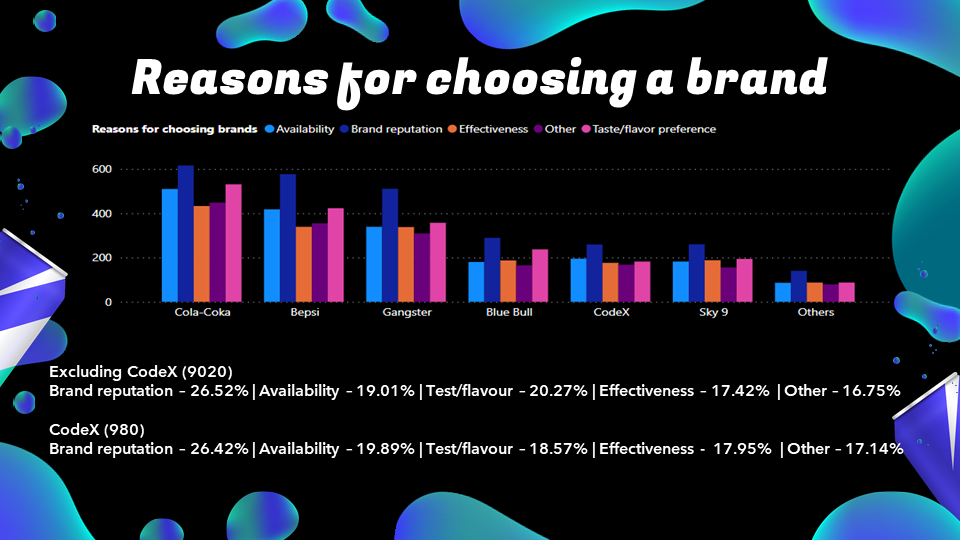 Reasons for choosing a brand
Reasons for choosing brands Availability Brand reputation Effectiveness Other Taste/flavor preference
600
400
200
0
Cola-Coka Bepsi Gangster Blue Bull CodeX Sky 9 Others
Excluding CodeX (9020)
Brand reputation – 26.52% | Availability – 19.01% | Test/flavour – 20.27% | Effectiveness – 17.42% | Other – 16.75%
CodeX (980)
Brand reputation – 26.42% | Availability – 19.89% | Test/flavour – 18.57% | Effectiveness - 17.95% | Other – 17.14%